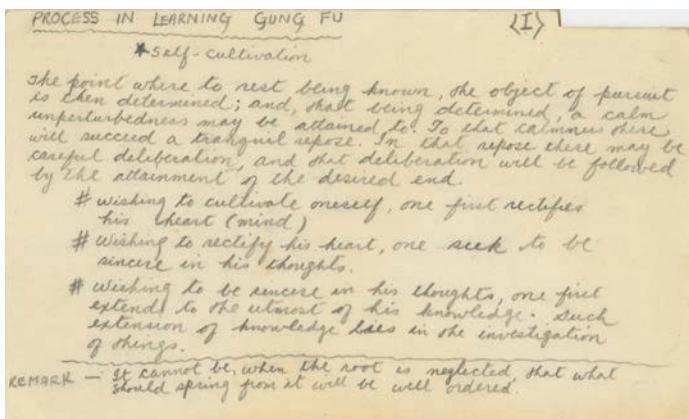 PROCESS IN LEARNING GUNG FU <I>
*Self-cultivation
The point where to rest being known, the object of pursuit
is then determined; and, that being determined, a calm
unperturbedness may be attained to. To that calmness there
will succeed a tranquil repose. In that repose there may be
careful deliberation, and that deliberation will be followed
by the attainment of the desired end.
# wishing to cultivate oneself, one first rectifies
his heart (mind)
# Wishing to rectify his heart, one seek to be
sincere in his thoughts.
# wishing to be sincere in his thoughts, one first
extend to the utmost of his knowledge. Such
extension of knowledge lies in the investigation
of things.
REMARK — It cannot be, when the root is neglected, that what
should spring from it will be well ordered.